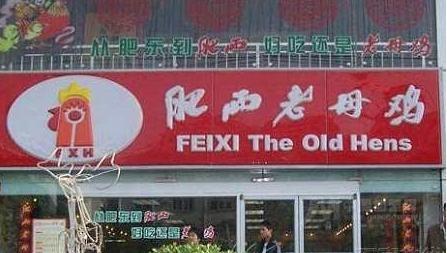 从肥东到肥西 好吃还是老母鸡
肥西老母鸡
FEIXI The Old Hens
LXH
从肥东到肥西
好吃还是老母鸡